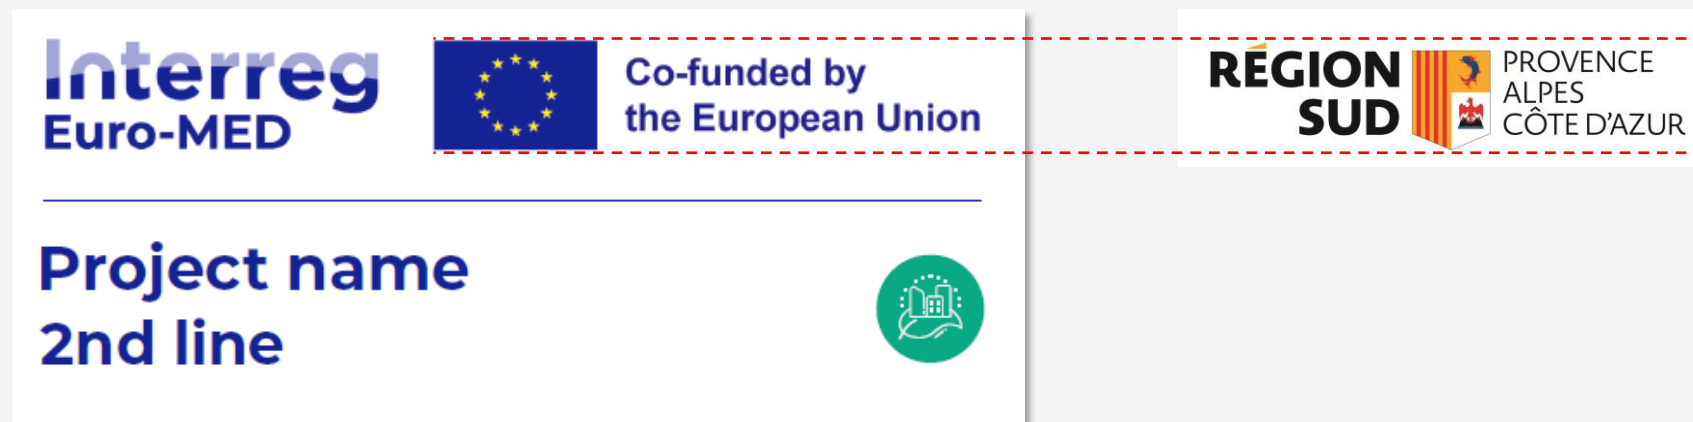 Interreg
Euro-MED
Co-funded by
the European Union
RÉGION
SUD
PROVENCE
ALPES
CÔTE D'AZUR
Project name
2nd line